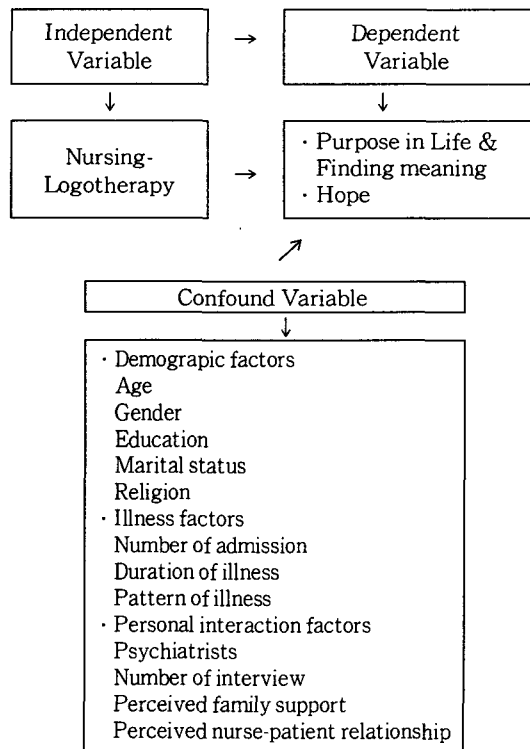 Independent
Variable
→
Dependent
Variable
↓
↓
Nursing-
Logotherapy
→
· Purpose in Life &
Finding meaning
· Hope
↗
Confound Variable
↓
· Demograpic factors
Age
Gender
Education
Marital status
Religion
· Illness factors
Number of admission
Duration of illness
Pattern of illness
· Personal interaction factors
Psychiatrists
Number of interview
Perceived family support
Perceived nurse-patient relationship